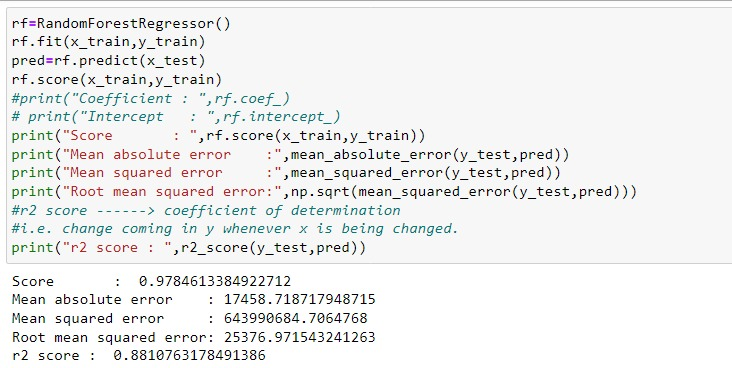 rf=RandomForestRegressor()
rf.fit(x_train,y_train)
pred=rf.predict(x_test)
rf.score(x_train,y_train)
#print("Coefficient : ",rf.coef_)
# print("Intercept   : ",rf.intercept_)
print("Score       : ",rf.score(x_train,y_train))
print("Mean absolute error    :",mean_absolute_error(y_test,pred))
print("Mean squared error     :",mean_squared_error(y_test,pred))
print("Root mean squared error:",np.sqrt(mean_squared_error(y_test,pred)))
#r2 score ------> coefficient of determination
#i.e. change coming in y whenever x is being changed.
print("r2 score : ",r2_score(y_test,pred))
Score       :  0.9784613384922712
Mean absolute error    : 17458.718717948715
Mean squared error     : 643990684.7064768
Root mean squared error: 25376.971543241263
r2 score :  0.8810763178491386